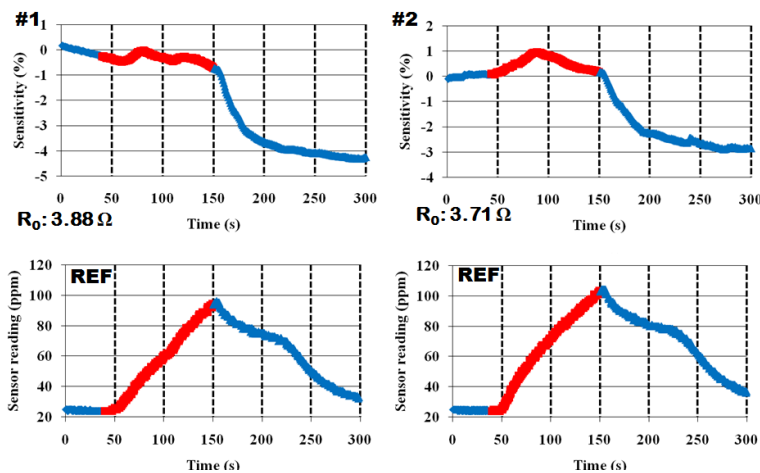 #1
Sensitivity (%)
1
0
-1
-2
-3
-4
-5
0 50 100 150 200 250 300
R₀: 3.88 Ω
Time (s)
#2
Sensitivity (%)
2
1
0
-1
-2
-3
-4
0 50 100 150 200 250 300
R₀: 3.71 Ω
Time (s)
REF
Sensor reading (ppm)
120
100
80
60
40
20
0 50 100 150 200 250 300
Time (s)
REF
Sensor reading (ppm)
120
100
80
60
40
20
0 50 100 150 200 250 300
Time (s)